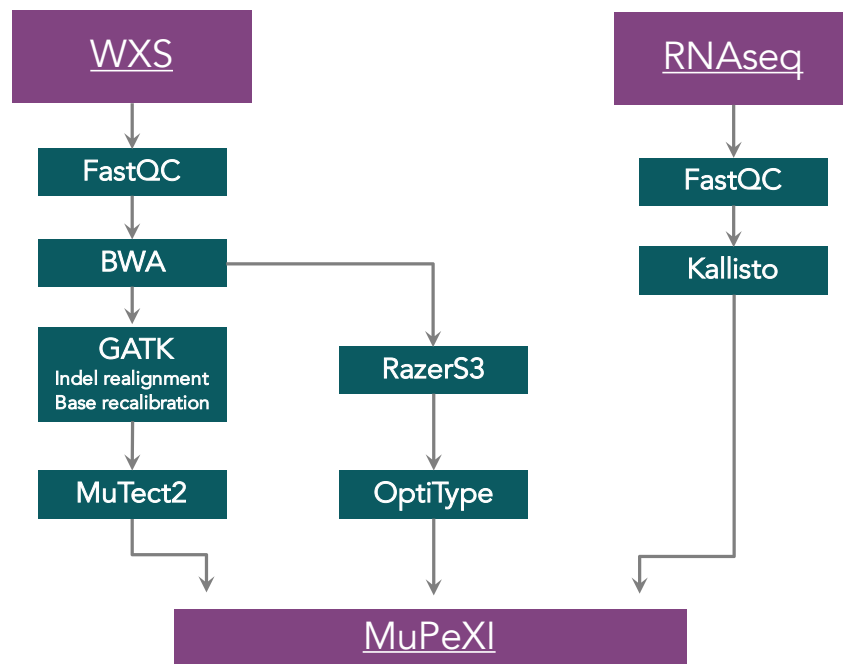 WXS
RNAseq
FastQC
FastQC
BWA
Kallisto
GATK
Indel realignment
Base recalibration
RazerS3
MuTect2
OptiType
MuPeXI